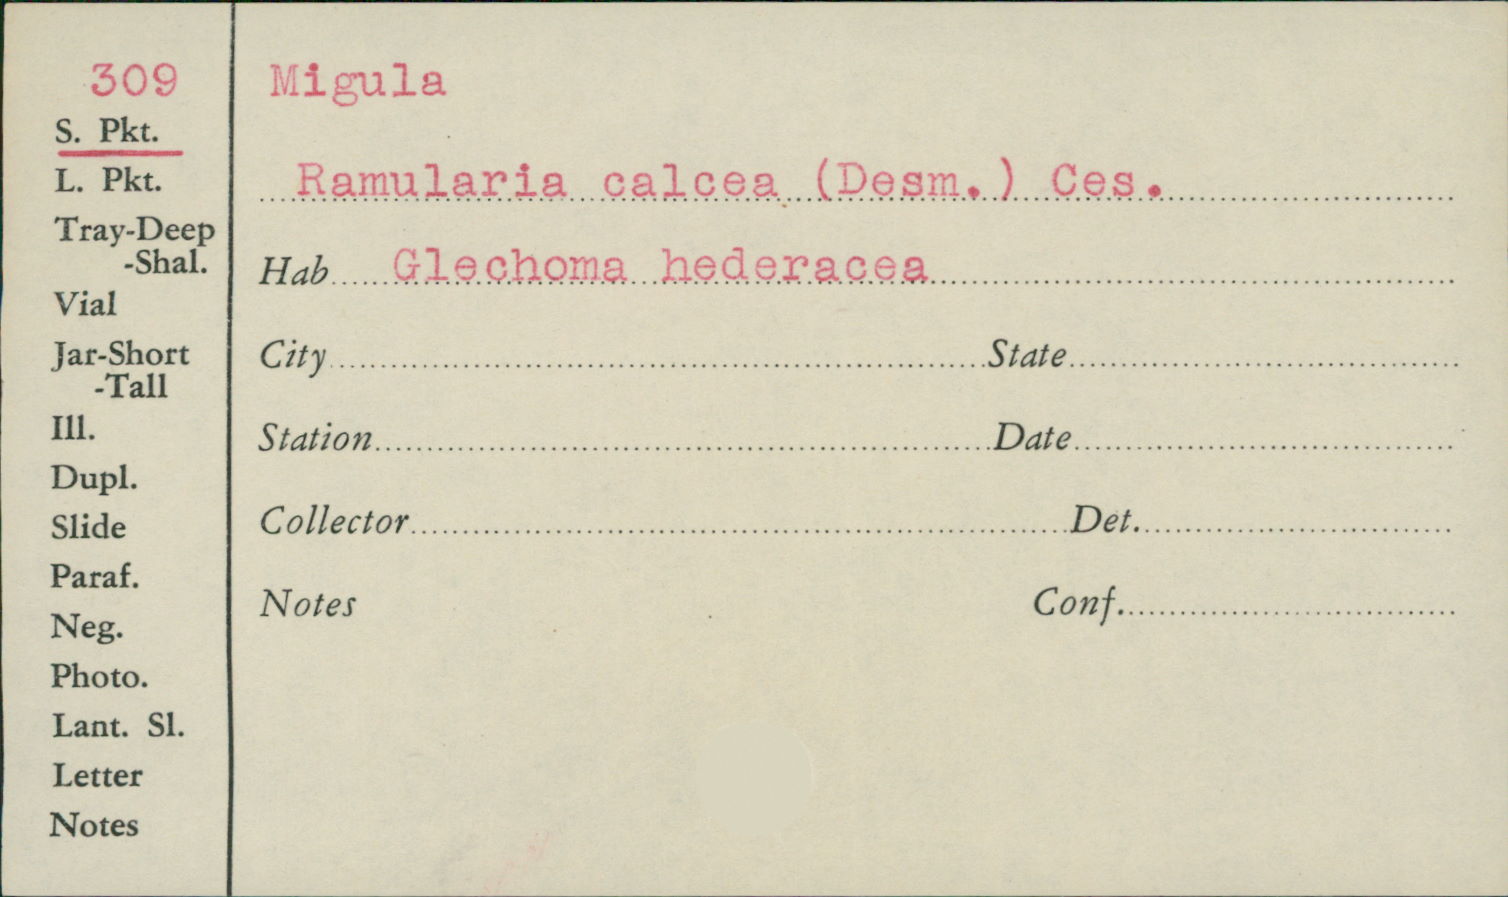 309
S. Pkt.
L. Pkt.
Tray-Deep
-Shal.
Vial
Jar-Short
-Tall
Ill.
Dupl.
Slide
Paraf.
Neg.
Photo.
Lant. Sl.
Letter
Notes
Migula
Ramularia calcea (Desm.) Ces.
Hab Glechoma hederacea
City State
Station Date
Collector Det.
Notes Conf.